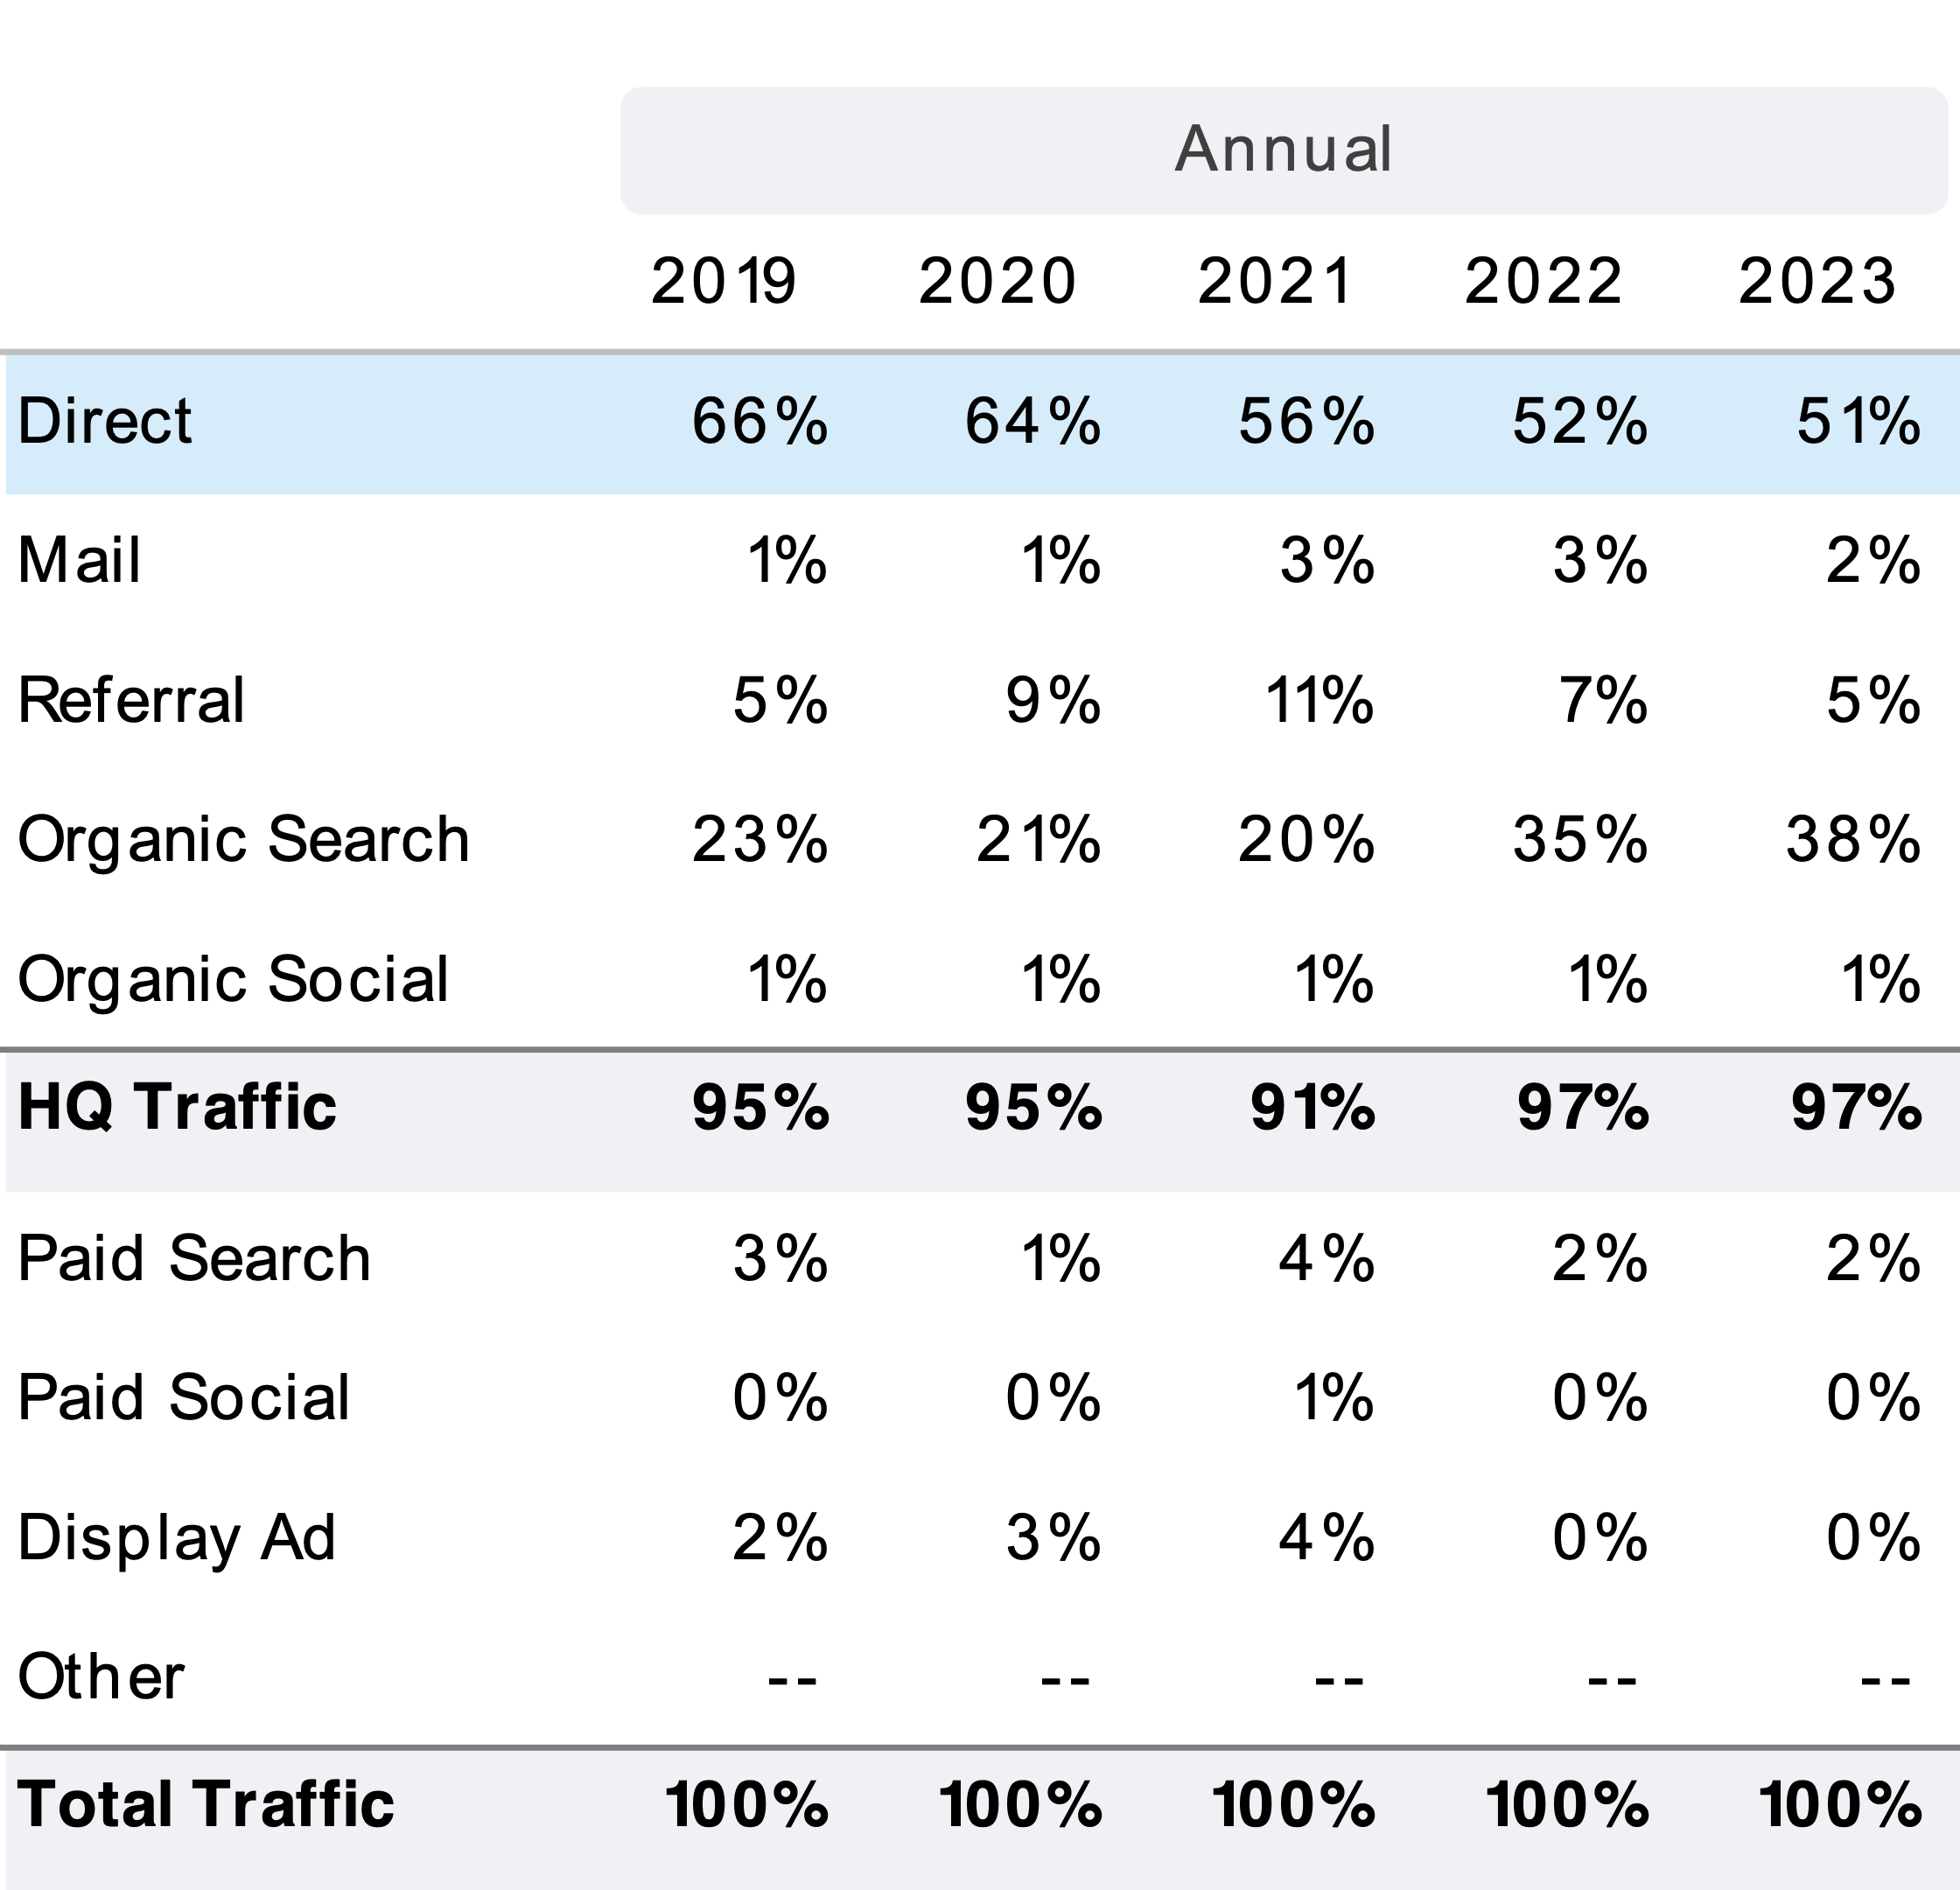 Annual
2019 2020 2021 2022 2023
Direct 66% 64% 56% 52% 51%
Mail 1% 1% 3% 3% 2%
Referral 5% 9% 11% 7% 5%
Organic Search 23% 21% 20% 35% 38%
Organic Social 1% 1% 1% 1% 1%
HQ Traffic 95% 95% 91% 97% 97%
Paid Search 3% 1% 4% 2% 2%
Paid Social 0% 0% 1% 0% 0%
Display Ad 2% 3% 4% 0% 0%
Other -- -- -- -- --
Total Traffic 100% 100% 100% 100% 100%